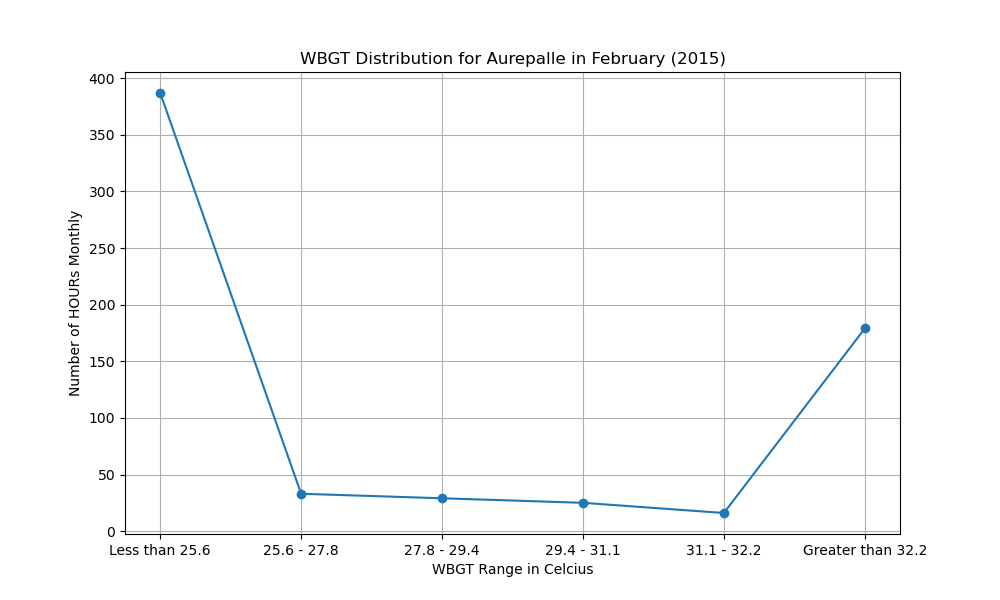 WBGT Distribution for Aurepalle in February (2015)
Number of HOURs Monthly
400
350
300
250
200
150
100
50
0
Less than 25.6 25.6 - 27.8 27.8 - 29.4 29.4 - 31.1 31.1 - 32.2 Greater than 32.2
WBGT Range in Celcius